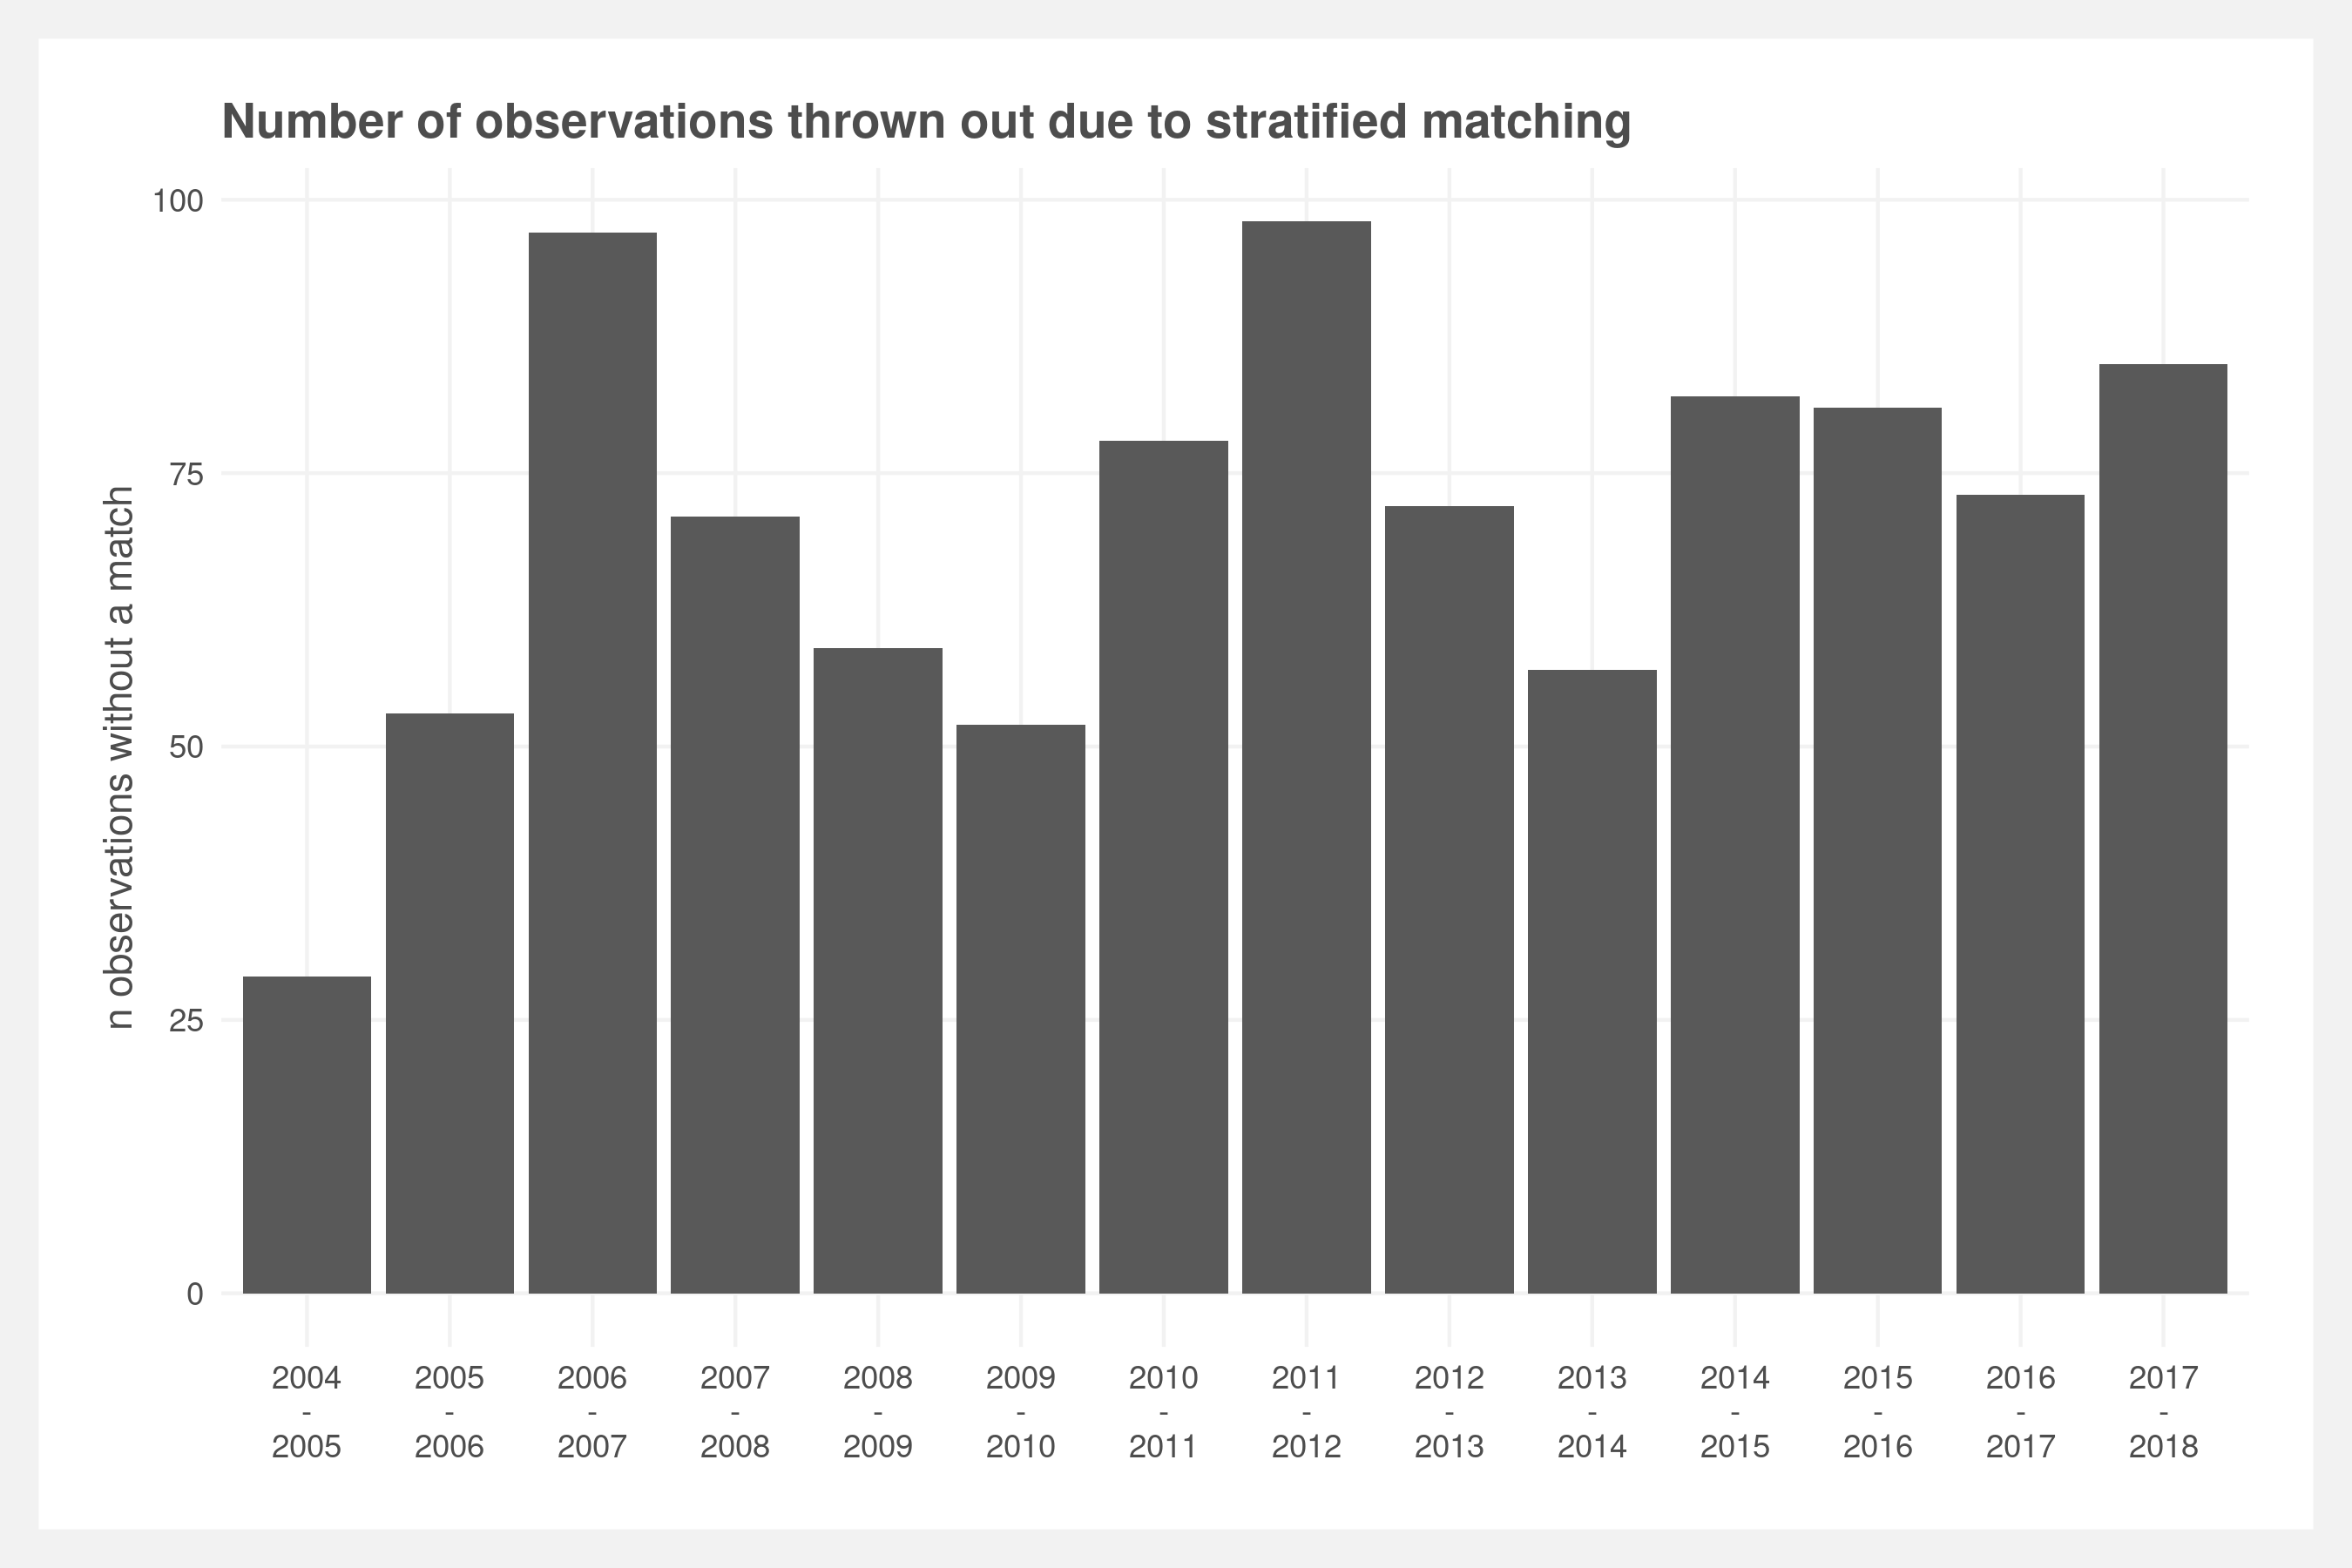 Number of observations thrown out due to stratified matching
n observations without a match
100
75
50
25
0
2004 2005 2006 2007 2008 2009 2010 2011 2012 2013 2014 2015 2016 2017
- - - - - - - - - - - - - -
2005 2006 2007 2008 2009 2010 2011 2012 2013 2014 2015 2016 2017 2018